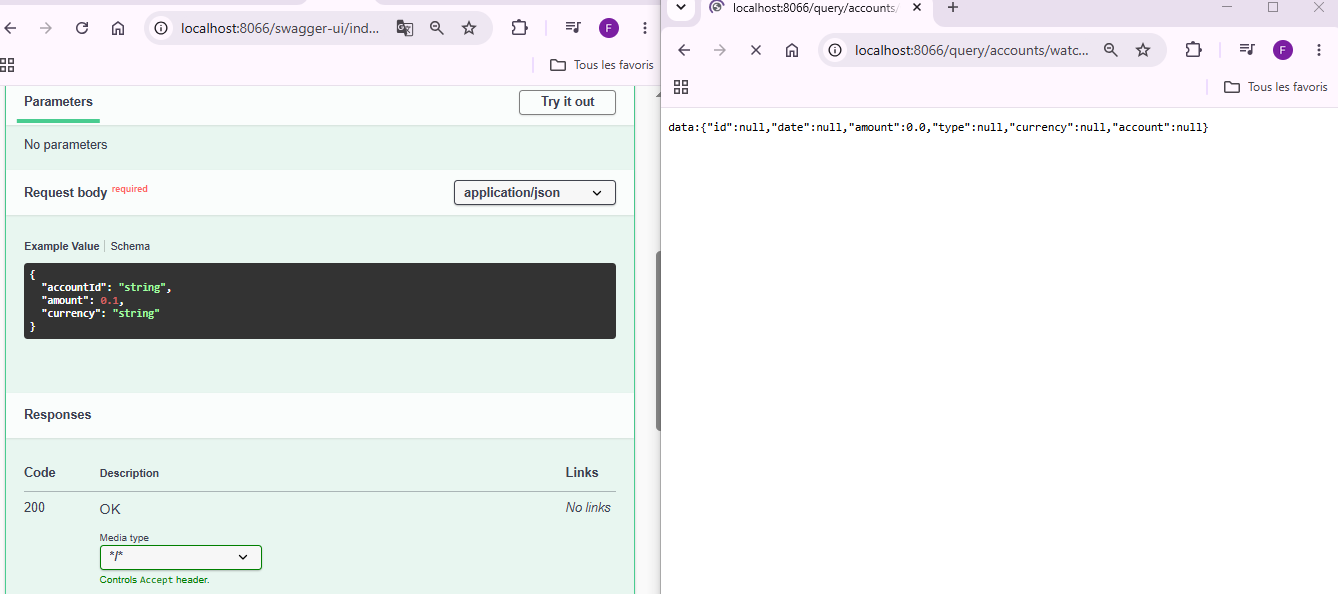 localhost:8066/swagger-ui/ind...
F
Tous les favoris
Parameters
Try it out
No parameters
Request body required
application/json
Example Value
Schema
{
"accountId": "string",
"amount": 0.1,
"currency": "string"
}
Responses
Code
Description
Links
200
OK
No links
Media type
*/*
Controls Accept header.
localhost:8066/query/accounts/
localhost:8066/query/accounts/watc...
F
Tous les favoris
data:{"id":null,"date":null,"amount":0.0,"type":null,"currency":null,"account":null}